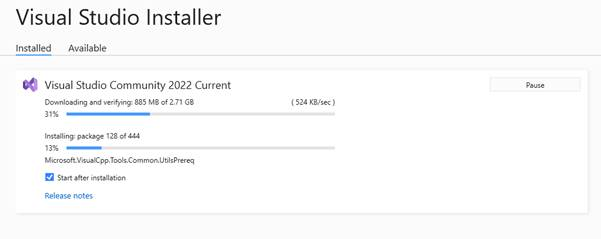 Visual Studio Installer
Installed Available
Visual Studio Community 2022 Current
Pause
Downloading and verifying: 885 MB of 2.71 GB ( 524 KB/sec )
31%
Installing: package 128 of 444
13%
Microsoft.VisualCpp.Tools.Common.UtilsPrereq
Start after installation
Release notes